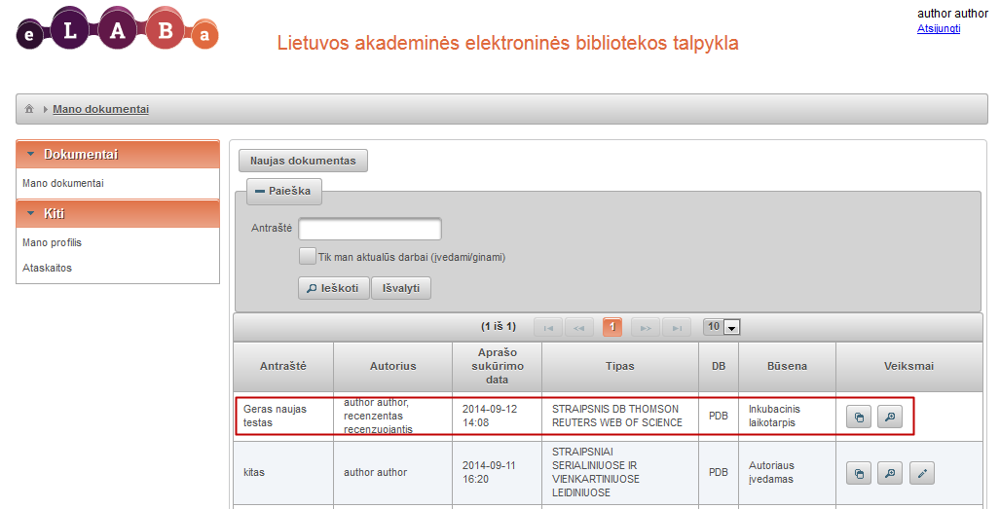 eLABa
author author
Atsijungti
Lietuvos akademinės elektroninės bibliotekos talpykla
Mano dokumentai
Dokumentai
Mano dokumentai
Kiti
Mano profilis
Ataskaitos
Naujas dokumentas
Paieška
Antraštė
Tik man aktualūs darbai (įvedami/ginami)
Ieškoti Išvalyti
(1 iš 1) 1 10
Antraštė Autorius Aprašo sukūrimo data Tipas DB Būsena Veiksmai
Geras naujas testas
author author, recenzentas recenzuojantis
2014-09-12 14:08
STRAIPSNIS DB THOMSON REUTERS WEB OF SCIENCE
PDB
Inkubacinis laikotarpis
kitas
author author
2014-09-11 16:20
STRAIPSNIAI SERIALINIUOSE IR VIENKARTINIUOSE LEIDINIUOSE
PDB
Autoriaus įvedamas